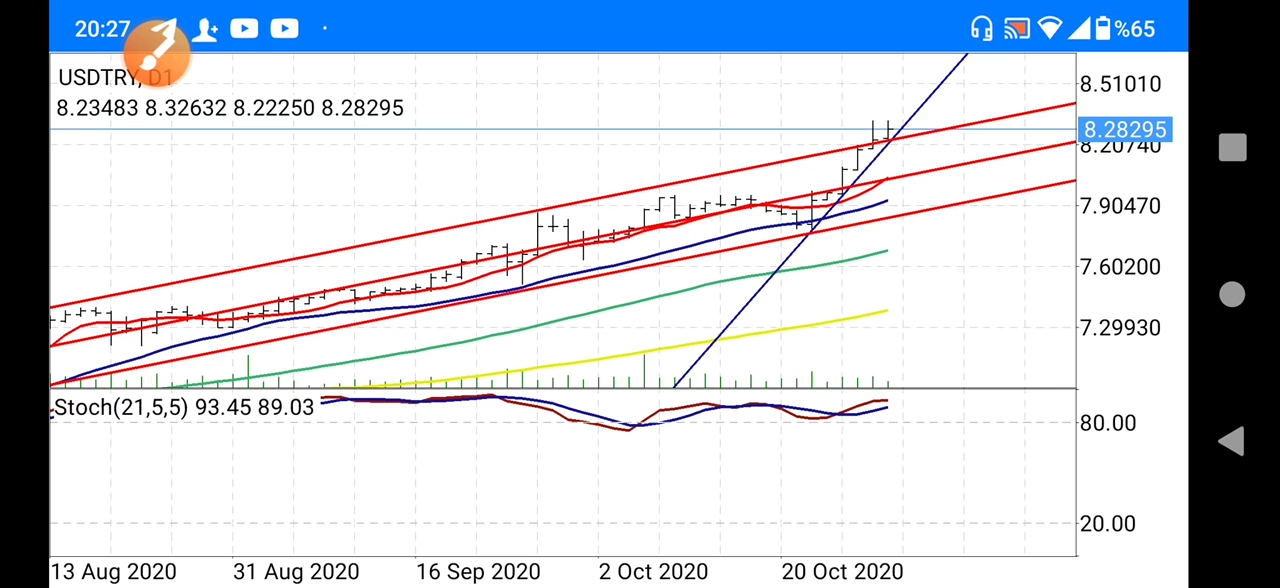 20:27
%65
USDTRY, D1
8.23483 8.32632 8.22250 8.28295
8.51010
8.28295
8.20740
7.90470
7.60200
7.29930
Stoch(21,5,5) 93.45 89.03
80.00
20.00
13 Aug 2020 31 Aug 2020 16 Sep 2020 2 Oct 2020 20 Oct 2020